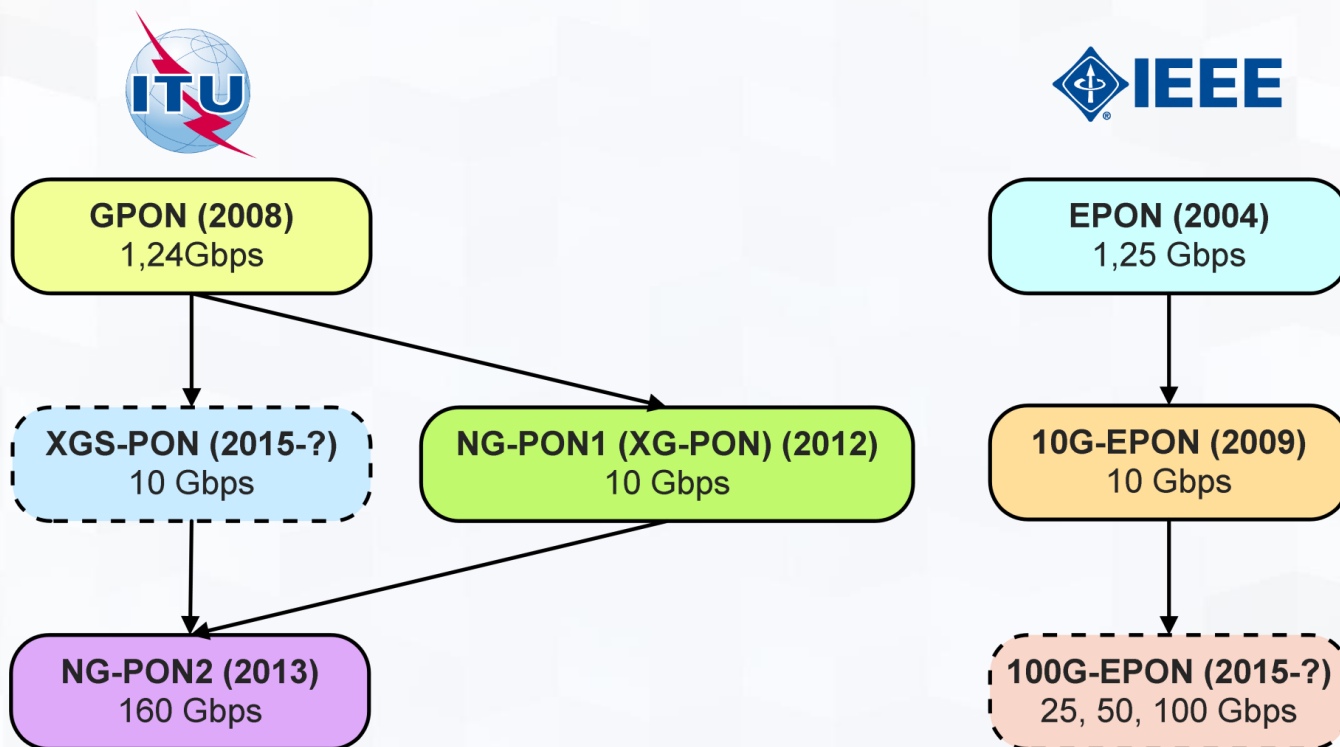 ITU
IEEE
®
GPON (2008)
1,24Gbps
EPON (2004)
1,25 Gbps
XGS-PON (2015-?)
10 Gbps
NG-PON1 (XG-PON) (2012)
10 Gbps
10G-EPON (2009)
10 Gbps
NG-PON2 (2013)
160 Gbps
100G-EPON (2015-?)
25, 50, 100 Gbps